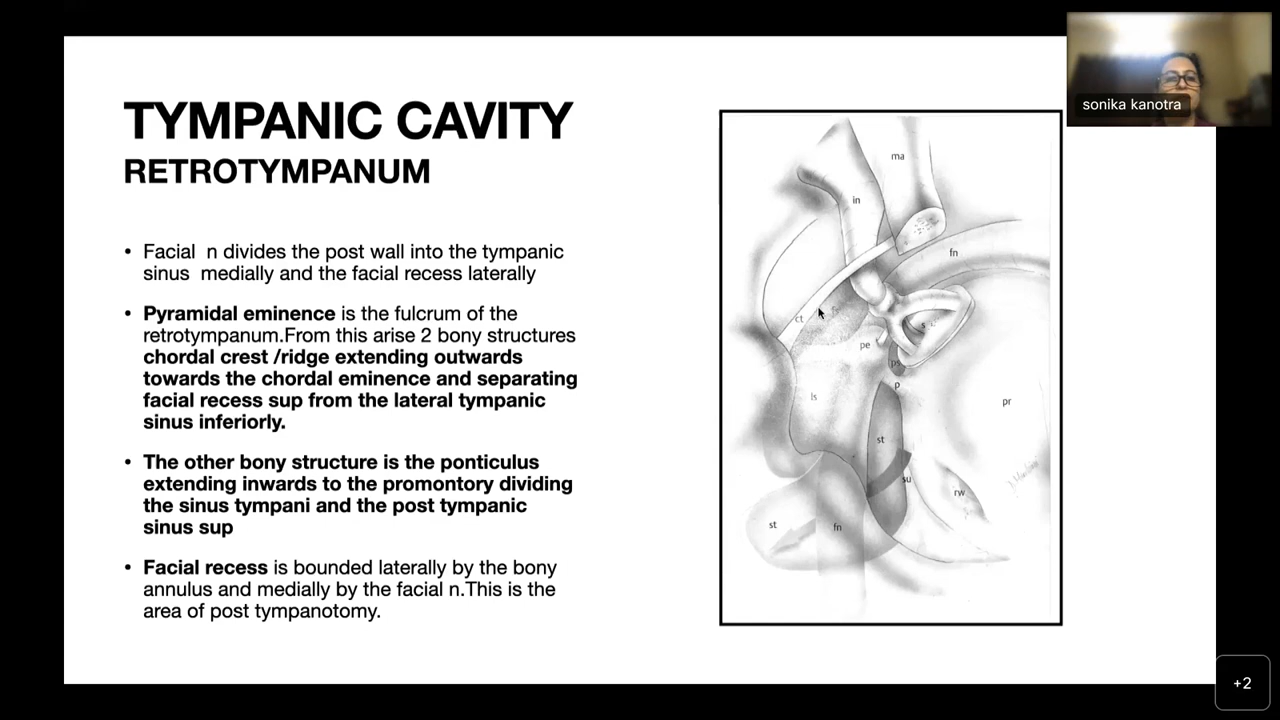 TYMPANIC CAVITY
RETROTYMPANUM
• Facial n divides the post wall into the tympanic
sinus medially and the facial recess laterally
• Pyramidal eminence is the fulcrum of the
retrotympanum.From this arise 2 bony structures
chordal crest /ridge extending outwards
towards the chordal eminence and separating
facial recess sup from the lateral tympanic
sinus inferiorly.
• The other bony structure is the ponticulus
extending inwards to the promontory dividing
the sinus tympani and the post tympanic
sinus sup
• Facial recess is bounded laterally by the bony
annulus and medially by the facial n.This is the
area of post tympanotomy.
ma
in
fn
ct
fs
s
pe
ps
p
ls
pr
st
su
rw
st
fn
sonika kanotra
+2